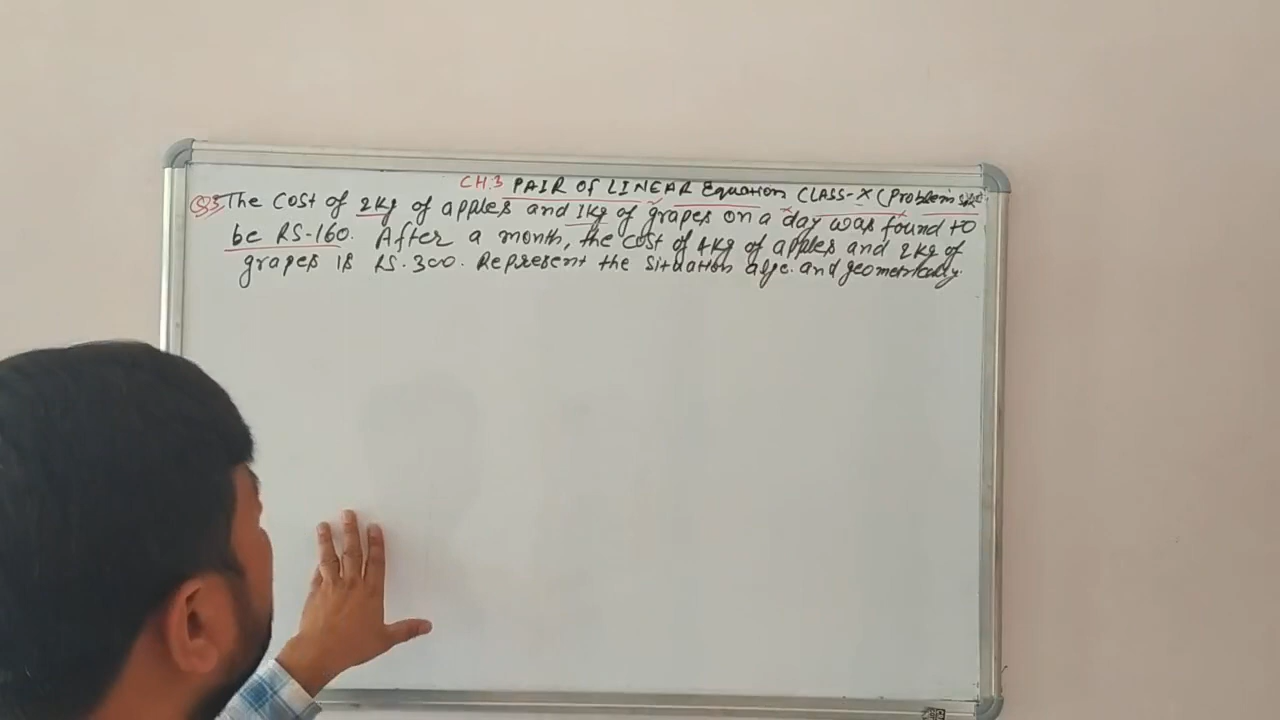 CH.3 PAIR OF LINEAR Equation CLASS-X (Problem
Q3 The Cost of 2kg of apples and 1kg of grapes on a day was found to
be RS-160. After a month, the cost of 4kg of apples and 2kg of
grapes is RS.300. Represent the situation alge. and geometrically.